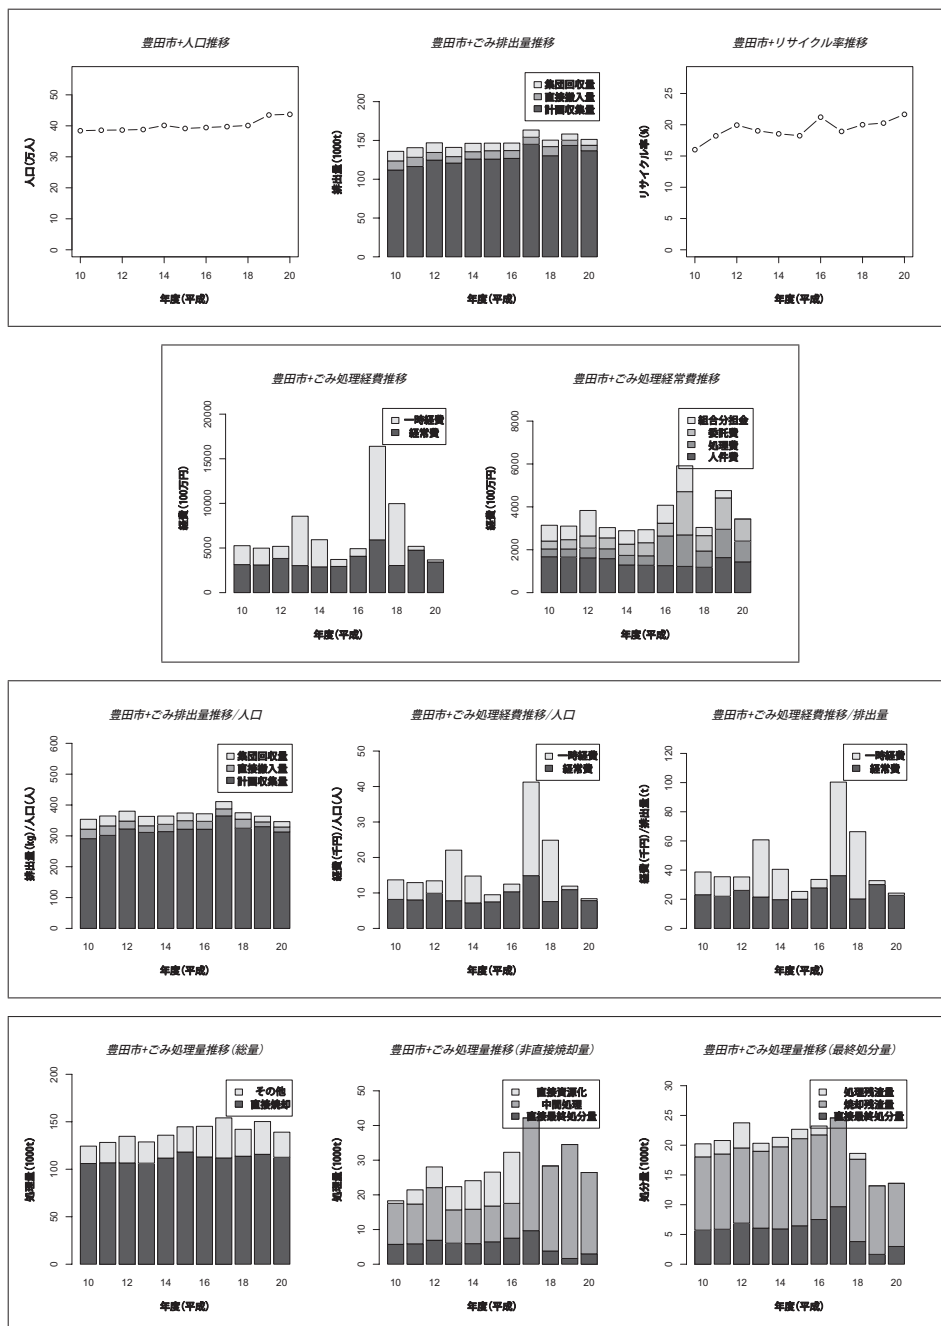 豊田市+人口推移
人口(万人)
0 10 20 30 40 50
10 12 14 16 18 20
年度(平成)
豊田市+ごみ排出量推移
集団回収量
直接搬入量
計画収集量
排出量(1000t)
0 50 100 150 200
10 12 14 16 18 20
年度(平成)
豊田市+リサイクル率推移
リサイクル率(%)
0 5 10 15 20 25
10 12 14 16 18 20
年度(平成)
豊田市+ごみ処理経費推移
一時経費
経常費
経費(100万円)
0 5000 10000 15000 20000
10 12 14 16 18 20
年度(平成)
豊田市+ごみ処理経常費推移
組合分担金
委託費
処理費
人件費
経費(100万円)
0 2000 4000 6000 8000
10 12 14 16 18 20
年度(平成)
豊田市+ごみ排出量推移/人口
集団回収量
直接搬入量
計画収集量
排出量(kg)/人口(人)
0 100 200 300 400 500 600
10 12 14 16 18 20
年度(平成)
豊田市+ごみ処理経費推移/人口
一時経費
経常費
経費(千円)/人口(人)
0 10 20 30 40 50
10 12 14 16 18 20
年度(平成)
豊田市+ごみ処理経費推移/排出量
一時経費
経常費
経費(千円)/排出量(t)
0 20 40 60 80 100 120
10 12 14 16 18 20
年度(平成)
豊田市+ごみ処理量推移(総量)
その他
直接焼却
処理量(1000t)
0 50 100 150 200
10 12 14 16 18 20
年度(平成)
豊田市+ごみ処理量推移(非直接焼却量)
直接資源化
中間処理
直接最終処分量
処理量(1000t)
0 10 20 30 40 50
10 12 14 16 18 20
年度(平成)
豊田市+ごみ処理量推移(最終処分量)
処理残渣量
焼却残渣量
直接最終処分量
処分量(1000t)
0 5 10 15 20 25 30
10 12 14 16 18 20
年度(平成)